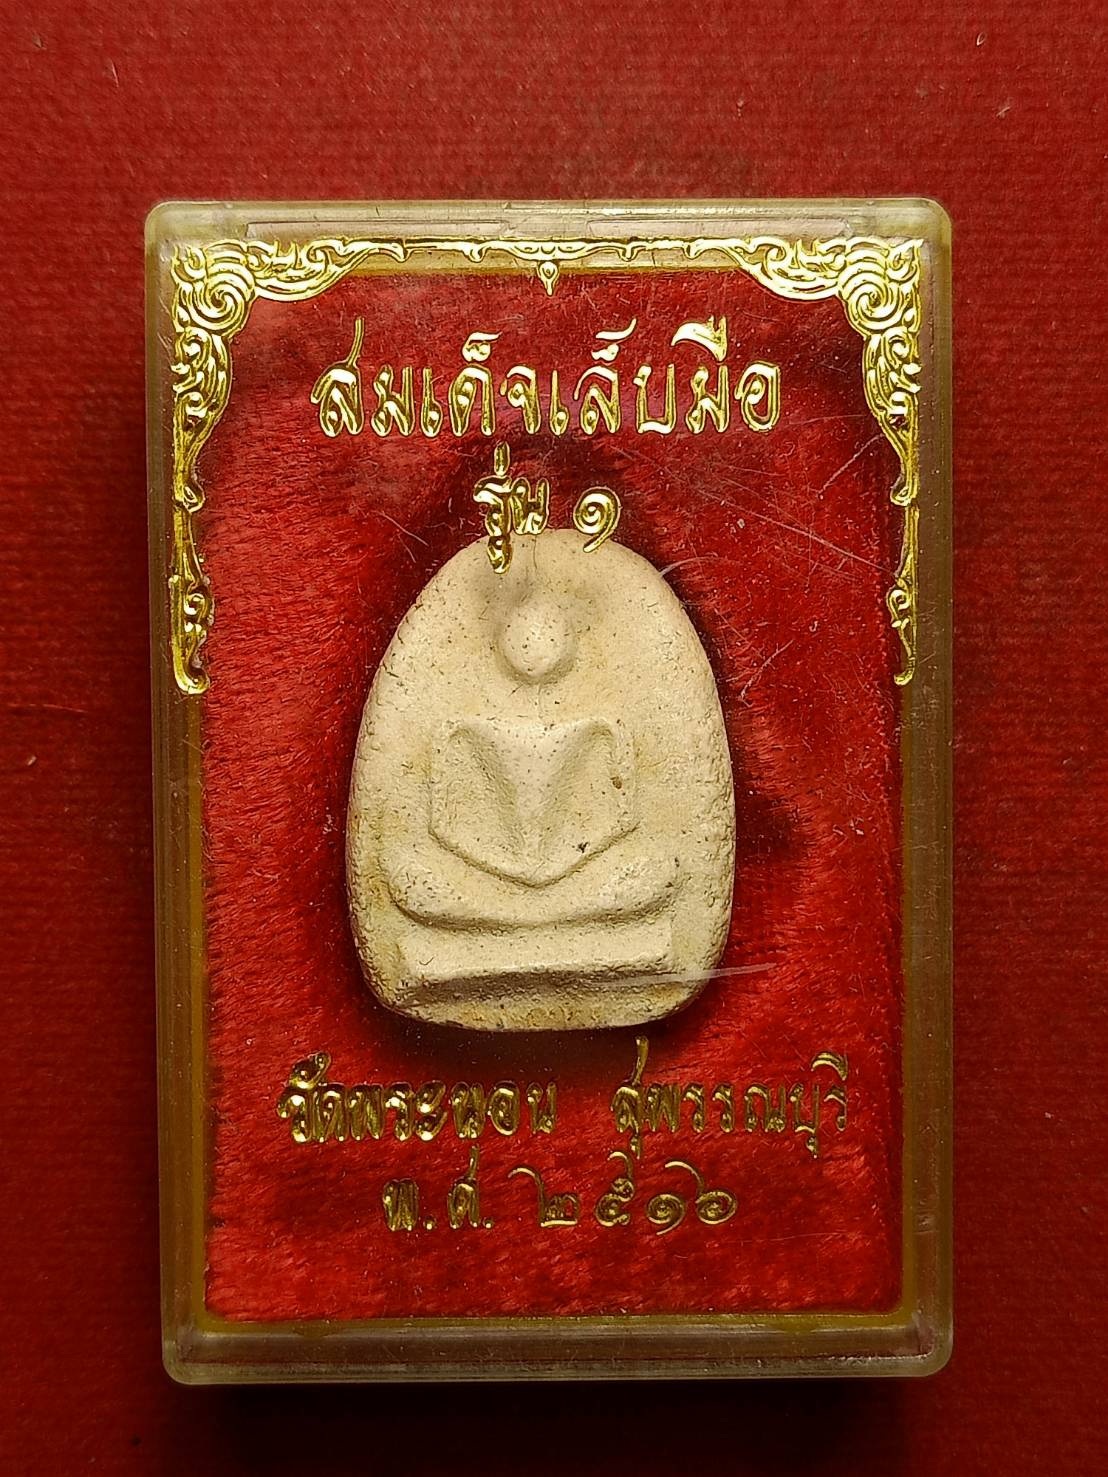 สมเด็จเล็บมือ
รุ่น ๑
วัดพระนอน สุพรรณบุรี
พ.ศ. ๒๕๑๖